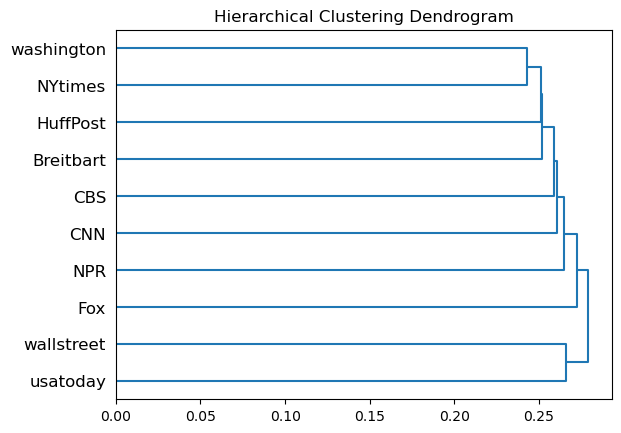 Hierarchical Clustering Dendrogram
washington
NYtimes
HuffPost
Breitbart
CBS
CNN
NPR
Fox
wallstreet
usatoday
0.00 0.05 0.10 0.15 0.20 0.25